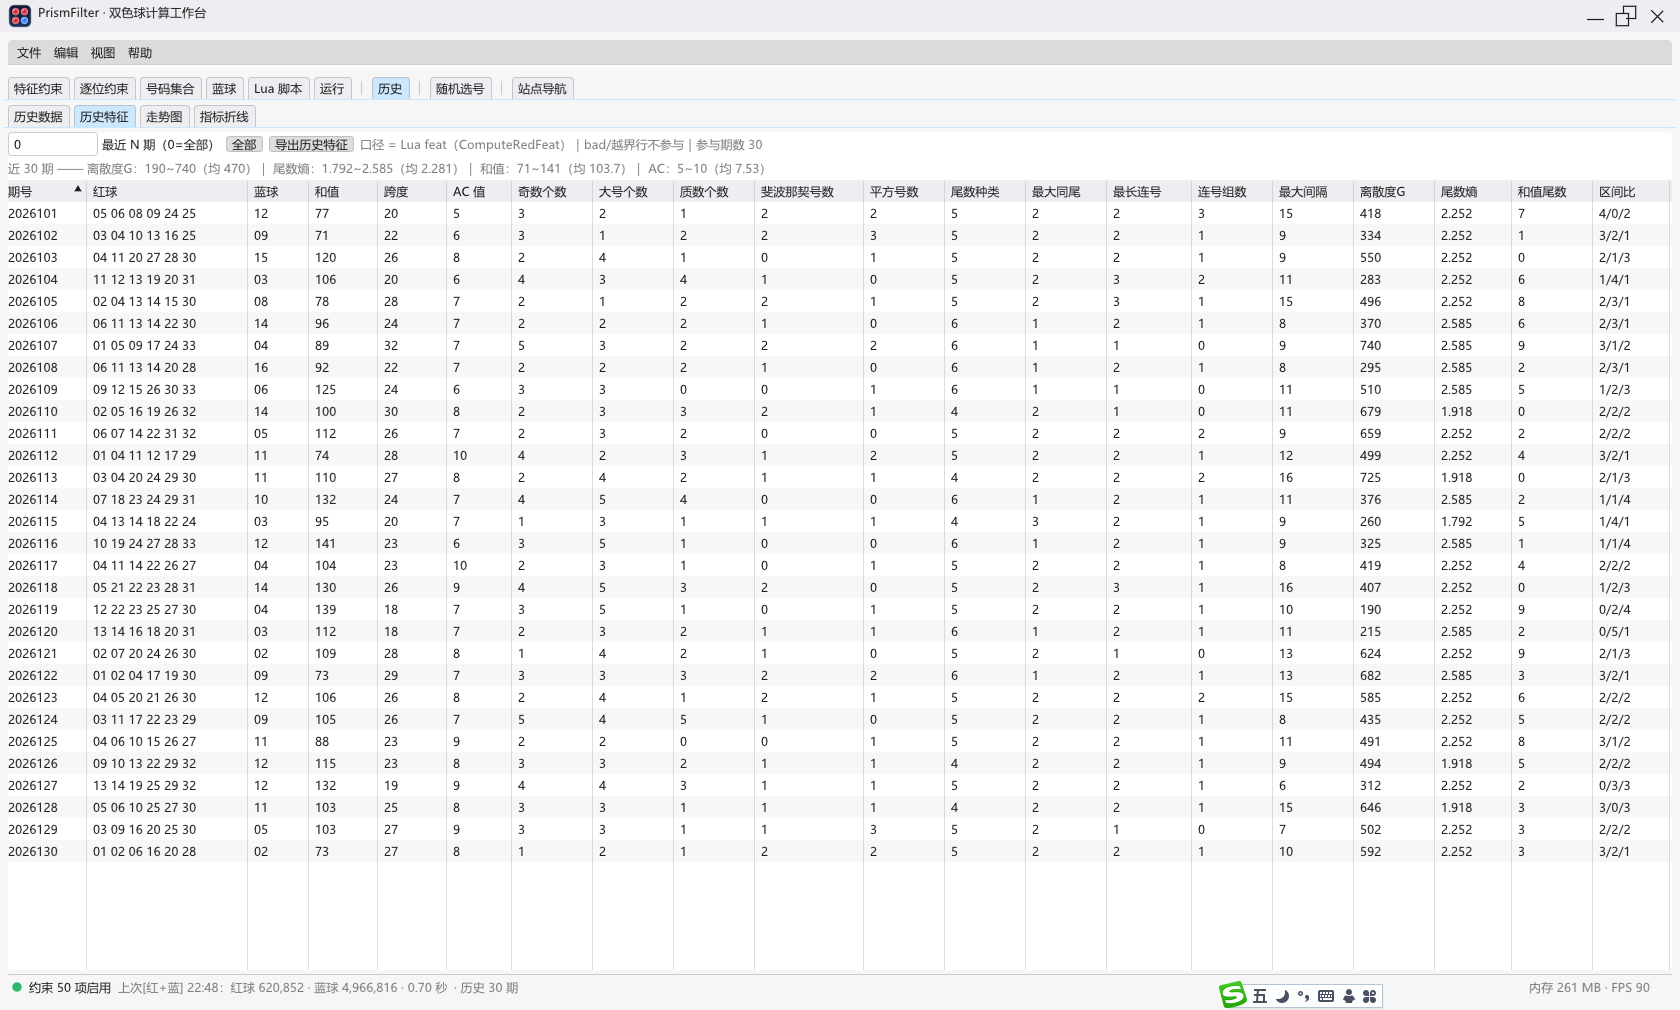 PrismFilter · 双色球计算工作台
文件 编辑 视图 帮助
特征约束 逐位约束 号码集合 蓝球 Lua 脚本 运行 历史 随机选号 站点导航
历史数据 历史特征 走势图 指标折线
0 最近 N 期（0=全部） 全部 导出历史特征 口径 = Lua feat（ComputeRedFeat） | bad/越界行不参与 | 参与期数 30
近 30 期 —— 离散度G：190~740（均 470） | 尾数熵：1.792~2.585（均 2.281） | 和值：71~141（均 103.7） | AC：5~10（均 7.53）
期号 红球 蓝球 和值 跨度 AC 值 奇数个数 大号个数 质数个数 斐波那契号数 平方号数 尾数种类 最大同尾 最长连号 连号组数 最大间隔 离散度G 尾数熵 和值尾数 区间比
2026101 05 06 08 09 24 25 12 77 20 5 3 2 1 2 2 5 2 2 3 15 418 2.252 7 4/0/2
2026102 03 04 10 13 16 25 09 71 22 6 3 1 2 2 3 5 2 2 1 9 334 2.252 1 3/2/1
2026103 04 11 20 27 28 30 15 120 26 8 2 4 1 0 1 5 2 2 1 9 550 2.252 0 2/1/3
2026104 11 12 13 19 20 31 03 106 20 6 4 3 4 1 0 5 2 3 2 11 283 2.252 6 1/4/1
2026105 02 04 13 14 15 30 08 78 28 7 2 1 2 2 1 5 2 3 1 15 496 2.252 8 2/3/1
2026106 06 11 13 14 22 30 14 96 24 7 2 2 2 1 0 6 1 2 1 8 370 2.585 6 2/3/1
2026107 01 05 09 17 24 33 04 89 32 7 5 3 2 2 2 6 1 1 0 9 740 2.585 9 3/1/2
2026108 06 11 13 14 20 28 16 92 22 7 2 2 2 1 0 6 1 2 1 8 295 2.585 2 2/3/1
2026109 09 12 15 26 30 33 06 125 24 6 3 3 0 0 1 6 1 1 0 11 510 2.585 5 1/2/3
2026110 02 05 16 19 26 32 14 100 30 8 2 3 3 2 1 4 2 1 0 11 679 1.918 0 2/2/2
2026111 06 07 14 22 31 32 05 112 26 7 2 3 2 0 0 5 2 2 2 9 659 2.252 2 2/2/2
2026112 01 04 11 12 17 29 11 74 28 10 4 2 3 1 2 5 2 2 1 12 499 2.252 4 3/2/1
2026113 03 04 20 24 29 30 11 110 27 8 2 4 2 1 1 4 2 2 2 16 725 1.918 0 2/1/3
2026114 07 18 23 24 29 31 10 132 24 7 4 5 4 0 0 6 1 2 1 11 376 2.585 2 1/1/4
2026115 04 13 14 18 22 24 03 95 20 7 1 3 1 1 1 4 3 2 1 9 260 1.792 5 1/4/1
2026116 10 19 24 27 28 33 12 141 23 6 3 5 1 0 0 6 1 2 1 9 325 2.585 1 1/1/4
2026117 04 11 14 22 26 27 04 104 23 10 2 3 1 0 1 5 2 2 1 8 419 2.252 4 2/2/2
2026118 05 21 22 23 28 31 14 130 26 9 4 5 3 2 0 5 2 3 1 16 407 2.252 0 1/2/3
2026119 12 22 23 25 27 30 04 139 18 7 3 5 1 0 1 5 2 2 1 10 190 2.252 9 0/2/4
2026120 13 14 16 18 20 31 03 112 18 7 2 3 2 1 1 6 1 2 1 11 215 2.585 2 0/5/1
2026121 02 07 20 24 26 30 02 109 28 8 1 4 2 1 0 5 2 1 0 13 624 2.252 9 2/1/3
2026122 01 02 04 17 19 30 09 73 29 7 3 3 3 2 2 6 1 2 1 13 682 2.585 3 3/2/1
2026123 04 05 20 21 26 30 12 106 26 8 2 4 1 2 1 5 2 2 2 15 585 2.252 6 2/2/2
2026124 03 11 17 22 23 29 09 105 26 7 5 4 5 1 0 5 2 2 1 8 435 2.252 5 2/2/2
2026125 04 06 10 15 26 27 11 88 23 9 2 2 0 0 1 5 2 2 1 11 491 2.252 8 3/1/2
2026126 09 10 13 22 29 32 12 115 23 8 3 3 2 1 1 4 2 2 1 9 494 1.918 5 2/2/2
2026127 13 14 19 25 29 32 12 132 19 9 4 4 3 1 1 5 2 2 1 6 312 2.252 2 0/3/3
2026128 05 06 10 25 27 30 11 103 25 8 3 3 1 1 1 4 2 2 1 15 646 1.918 3 3/0/3
2026129 03 09 16 20 25 30 05 103 27 9 3 3 1 1 3 5 2 1 0 7 502 2.252 3 2/2/2
2026130 01 02 06 16 20 28 02 73 27 8 1 2 1 2 2 5 2 2 1 10 592 2.252 3 3/2/1
约束 50 项启用 上次[红+蓝] 22:48：红球 620,852 · 蓝球 4,966,816 · 0.70 秒 · 历史 30 期 五 内存 261 MB · FPS 90